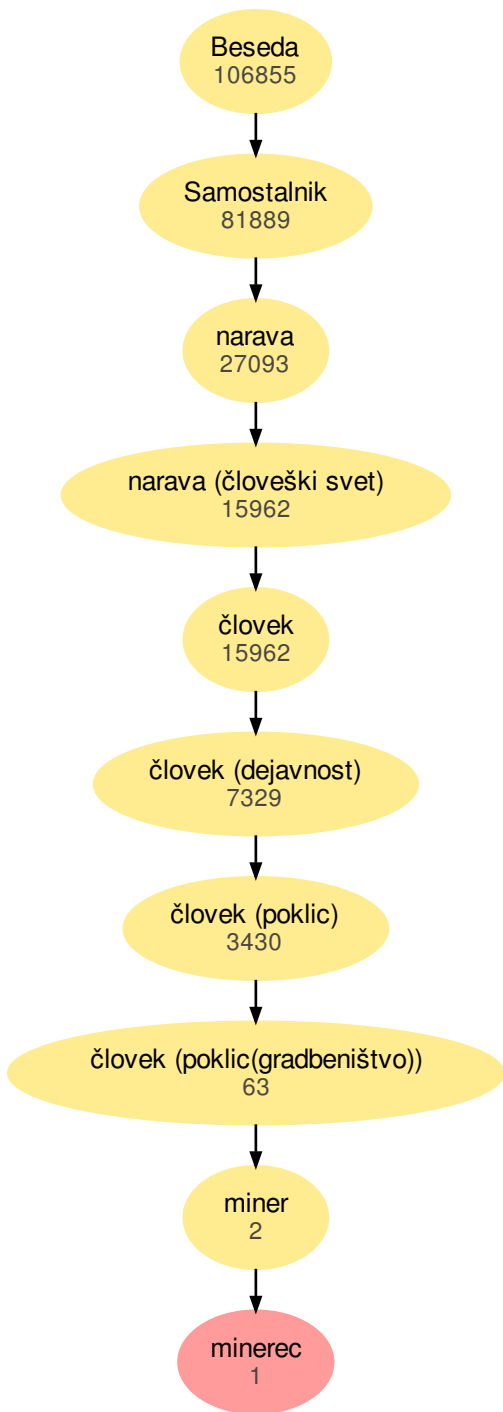 Beseda
106855
Samostalnik
81889
narava
27093
narava (človeški svet)
15962
človek
15962
človek (dejavnost)
7329
človek (poklic)
3430
človek (poklic(gradbeništvo))
63
miner
2
minerec
1